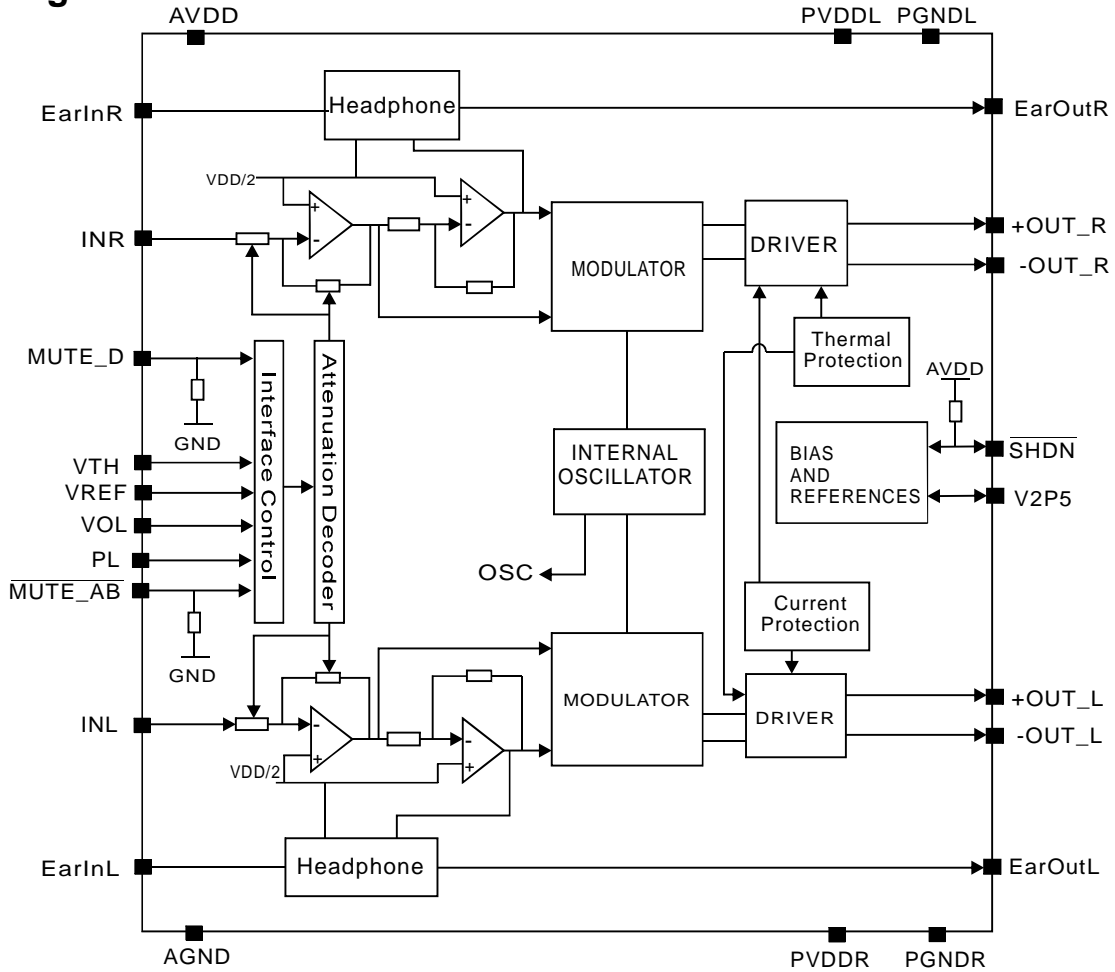 g
AVDD
PVDDL
PGNDL
EarInR
Headphone
EarOutR
VDD/2
+
-
+
-
INR
MODULATOR
DRIVER
+OUT_R
-OUT_R
MUTE_D
GND
Interface Control
Attenuation Decoder
Thermal
Protection
AVDD
VTH
VREF
VOL
PL
MUTE_AB
GND
INTERNAL
OSCILLATOR
OSC
BIAS
AND
REFERENCES
SHDN
V2P5
Current
Protection
INL
-
+
-
+
VDD/2
MODULATOR
DRIVER
+OUT_L
-OUT_L
EarInL
Headphone
EarOutL
AGND
PVDDR
PGNDR